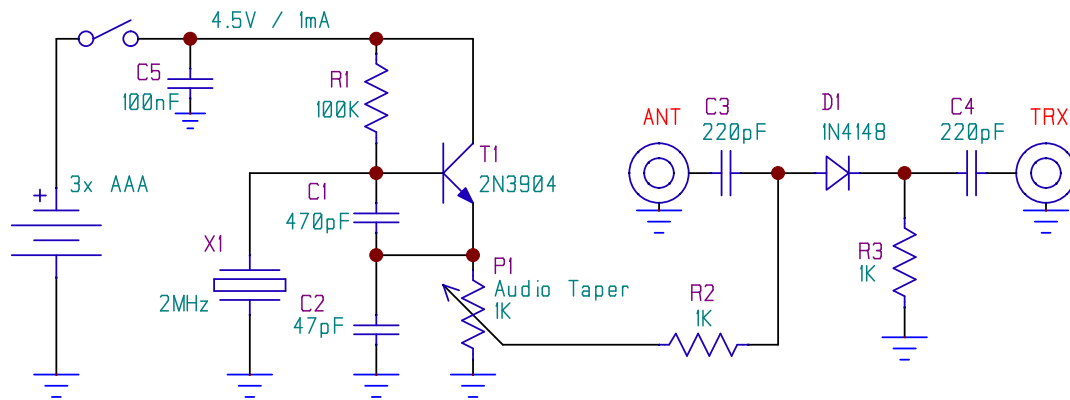 4.5V / 1mA
C5
100nF
R1
100K
3x AAA
+
T1
2N3904
C1
470pF
X1
2MHz
C2
47pF
P1
Audio Taper
1K
R2
1K
ANT
C3
220pF
D1
1N4148
C4
220pF
TRX
R3
1K